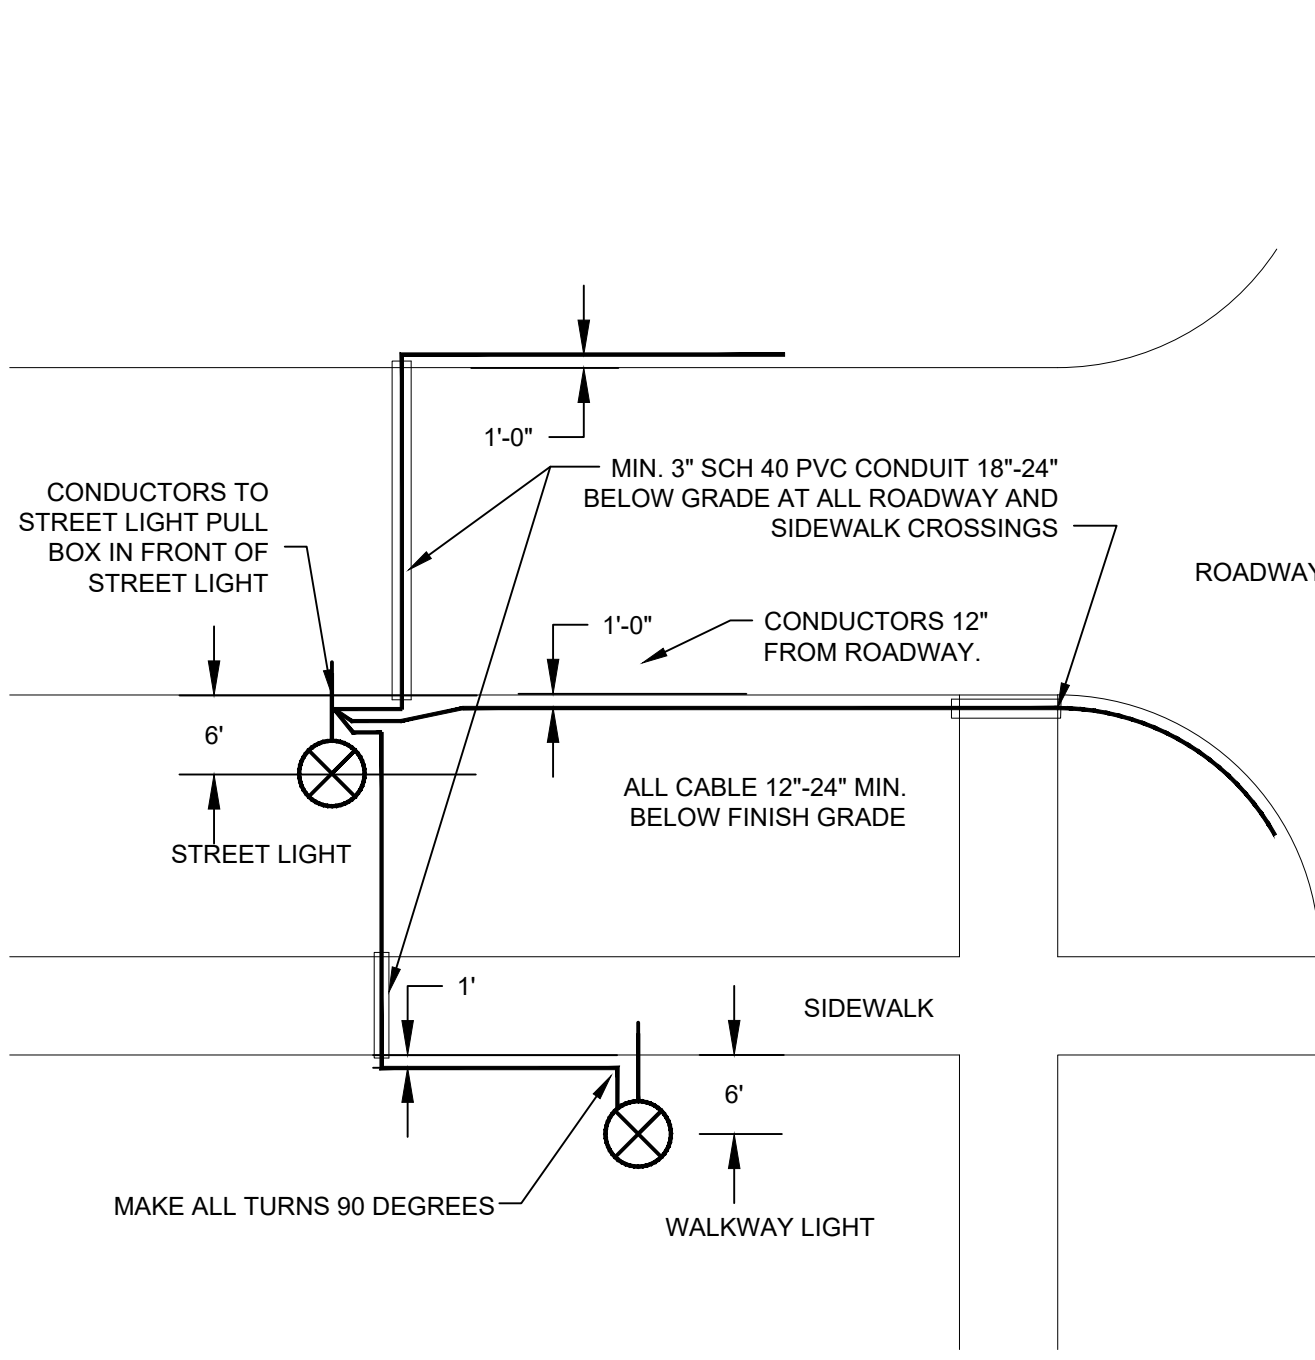 1'-0"
MIN. 3" SCH 40 PVC CONDUIT 18"-24"
BELOW GRADE AT ALL ROADWAY AND
SIDEWALK CROSSINGS
CONDUCTORS TO
STREET LIGHT PULL
BOX IN FRONT OF
STREET LIGHT
ROADWAY
1'-0"
CONDUCTORS 12"
FROM ROADWAY.
6'
ALL CABLE 12"-24" MIN.
BELOW FINISH GRADE
STREET LIGHT
1'
SIDEWALK
6'
MAKE ALL TURNS 90 DEGREES
WALKWAY LIGHT